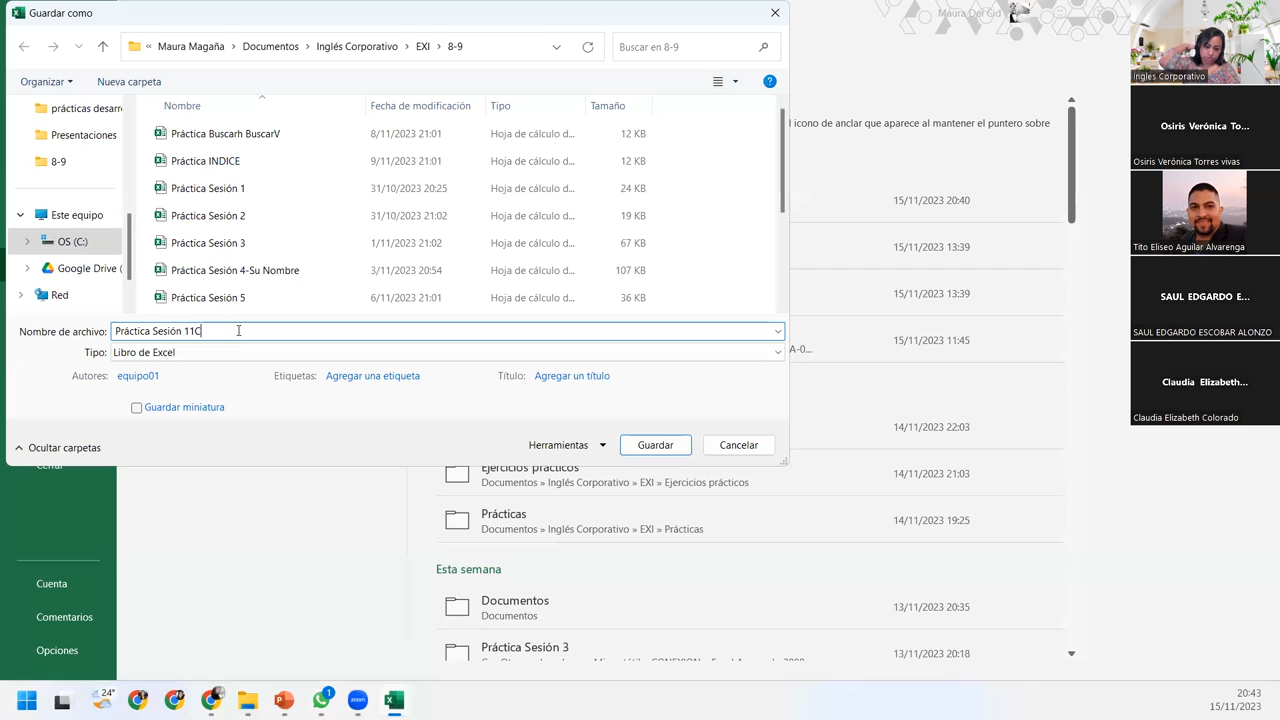 Guardar como
« Maura Magaña > Documentos > Inglés Corporativo > EXI > 8-9
Buscar en 8-9
Organizar
Nueva carpeta
prácticas desarr
Presentaciones
8-9
Este equipo
OS (C:)
Google Drive (
Red
Nombre Fecha de modificación Tipo Tamaño
Práctica Buscarh BuscarV 8/11/2023 21:01 Hoja de cálculo d... 12 KB
Práctica INDICE 9/11/2023 21:01 Hoja de cálculo d... 12 KB
Práctica Sesión 1 31/10/2023 20:25 Hoja de cálculo d... 24 KB
Práctica Sesión 2 31/10/2023 21:02 Hoja de cálculo d... 19 KB
Práctica Sesión 3 1/11/2023 21:02 Hoja de cálculo d... 67 KB
Práctica Sesión 4-Su Nombre 3/11/2023 20:54 Hoja de cálculo d... 107 KB
Práctica Sesión 5 6/11/2023 21:01 Hoja de cálculo d... 36 KB
Nombre de archivo: Práctica Sesión 11C
Tipo: Libro de Excel
Autores: equipo01 Etiquetas: Agregar una etiqueta Título: Agregar un título
Guardar miniatura
Ocultar carpetas
Herramientas
Guardar
Cancelar
Maura Del Cid
l icono de anclar que aparece al mantener el puntero sobre
15/11/2023 20:40
15/11/2023 13:39
15/11/2023 13:39
15/11/2023 11:45
A-0...
14/11/2023 22:03
Ejercicios prácticos 14/11/2023 21:03
Documentos » Inglés Corporativo » EXI » Ejercicios prácticos
Prácticas 14/11/2023 19:25
Documentos » Inglés Corporativo » EXI » Prácticas
Esta semana
Documentos 13/11/2023 20:35
Documentos
Práctica Sesión 3 13/11/2023 20:18
Cerrar
Cuenta
Comentarios
Opciones
Ingles Corporativo
Osiris Verónica To...
Osiris Verónica Torres vivas
Tito Eliseo Aguilar Alvarenga
SAUL EDGARDO E...
SAUL EDGARDO ESCOBAR ALONZO
Claudia Elizabeth...
Claudia Elizabeth Colorado
24°
1
20:43
15/11/2023